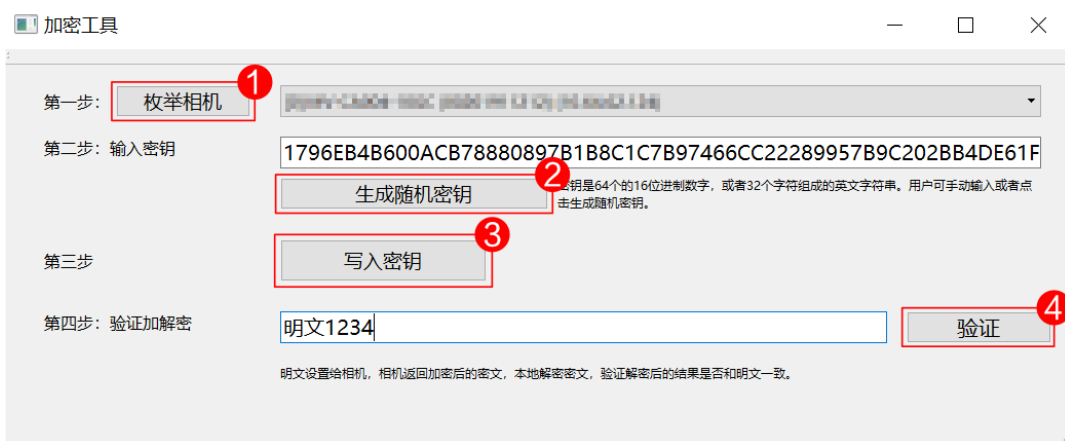 加密工具
1
第一步： 枚举相机
第二步：输入密钥 1796EB4B600ACB78880897B1B8C1C7B97466CC22289957B9C202BB4DE61F
2
生成随机密钥 钥是64个的16位进制数字，或者32个字符组成的英文字符串。用户可手动输入或者点
击生成随机密钥。
3
第三步 写入密钥
4
第四步：验证加解密 明文1234 验证
明文设置给相机，相机返回加密后的密文，本地解密密文，验证解密后的结果是否和明文一致。